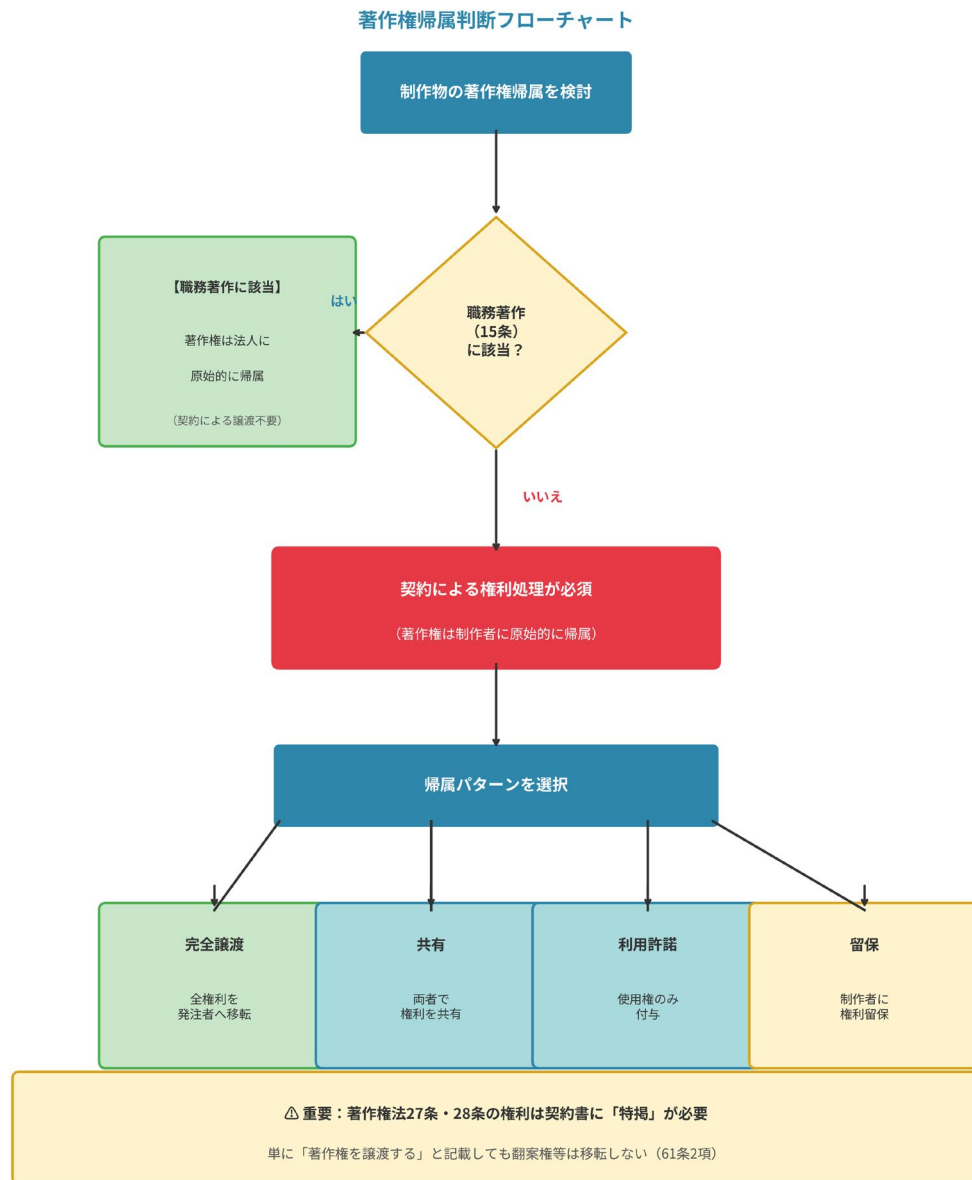 著作権帰属判断フローチャート
制作物の著作権帰属を検討
職務著作
（15条）
に該当？
はい
【職務著作に該当】
著作権は法人に
原始的に帰属
（契約による譲渡不要）
いいえ
契約による権利処理が必須
（著作権は制作者に原始的に帰属）
帰属パターンを選択
完全譲渡
全権利を
発注者へ移転
共有
両者で
権利を共有
利用許諾
使用権のみ
付与
留保
制作者に
権利留保
⚠ 重要：著作権法27条・28条の権利は契約書に「特掲」が必要
単に「著作権を譲渡する」と記載しても翻案権等は移転しない（61条2項）